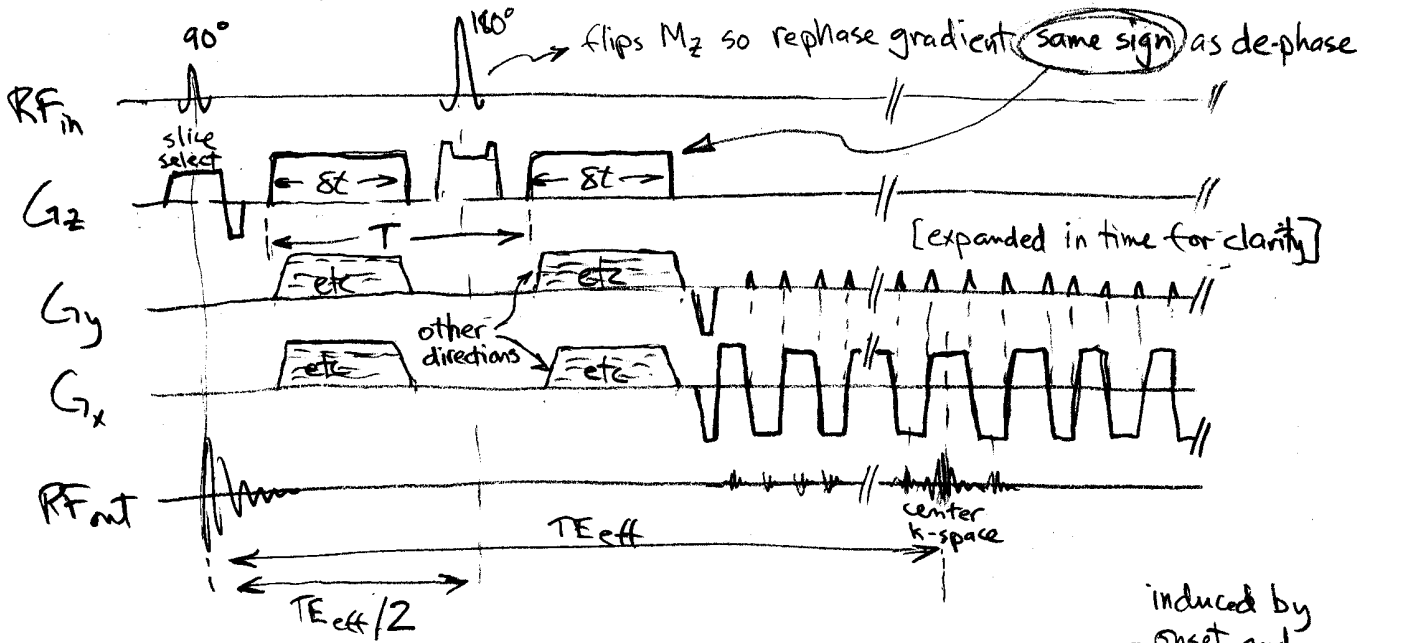 90°
180°
flips Mz so rephase gradient same sign as de-phase
RFin
slice
select
δt
δt
Gz
T
[expanded in time for clarity]
etc
etc
Gy
other
directions
etc
etc
Gx
RFout
center
k-space
TEeff
TEeff/2
induced by
onset and